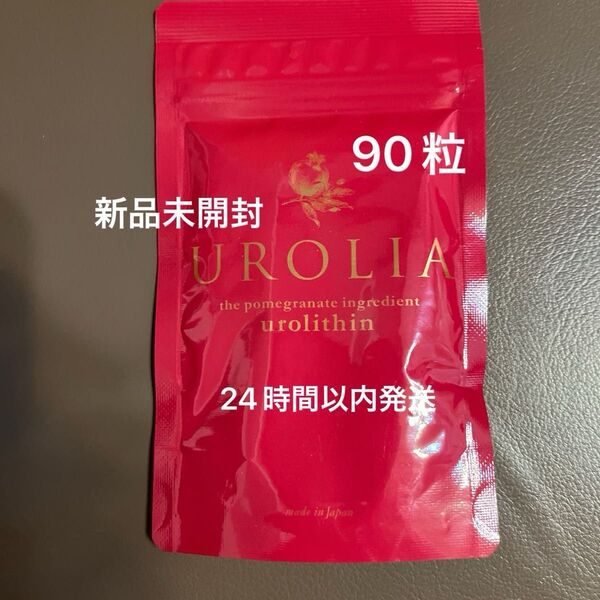 90粒
新品未開封
UROLIA
the pomegranate ingredient
urolithin
24時間以内発送
made in Japan